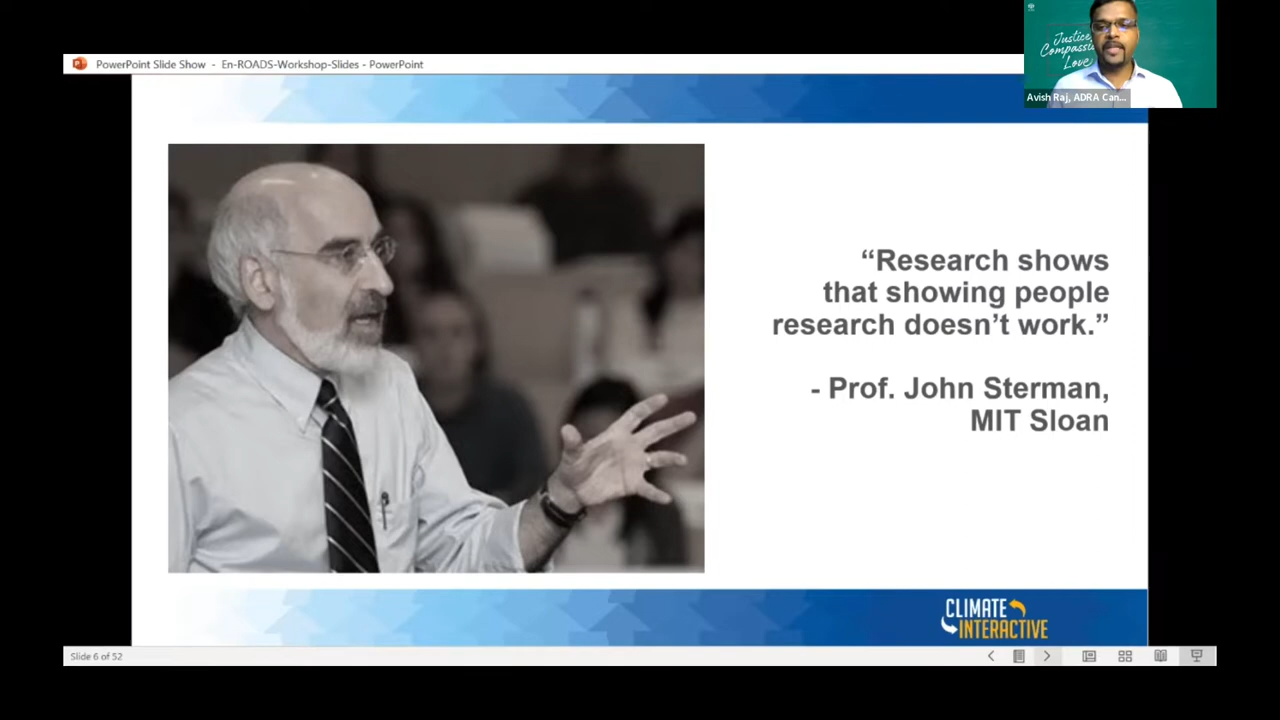 PowerPoint Slide Show - En-ROADS-Workshop-Slides - PowerPoint
Justice,
Compassion
Love
Avish Raj, ADRA Can...
“Research shows
that showing people
research doesn’t work.”
- Prof. John Sterman,
MIT Sloan
CLIMATE
INTERACTIVE
Slide 6 of 52